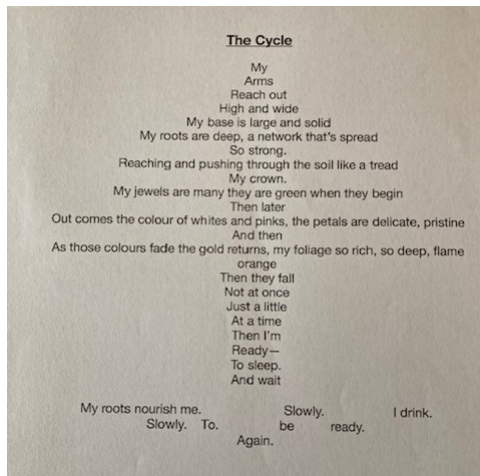 The Cycle
My
Arms
Reach out
High and wide
My base is large and solid
My roots are deep, a network that's spread
So strong.
Reaching and pushing through the soil like a tread
My crown.
My jewels are many they are green when they begin
Then later
Out comes the colour of whites and pinks, the petals are delicate, pristine
And then
As those colours fade the gold returns, my foliage so rich, so deep, flame
orange
Then they fall
Not at once
Just a little
At a time
Then I'm
Ready—
To sleep.
And wait
My roots nourish me. Slowly. I drink.
Slowly. To. be ready.
Again.